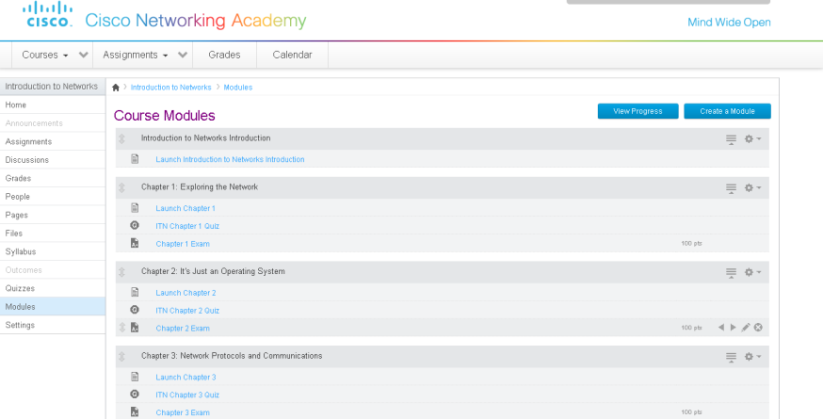 cisco. Cisco Networking Academy
Mind Wide Open
Courses Assignments Grades Calendar
Introduction to Networks
Home
Announcements
Assignments
Discussions
Grades
People
Pages
Files
Syllabus
Outcomes
Quizzes
Modules
Settings
Introduction to Networks > Modules
Course Modules
View Progress Create a Module
Introduction to Networks Introduction
Launch Introduction to Networks Introduction
Chapter 1: Exploring the Network
Launch Chapter 1
ITN Chapter 1 Quiz
Chapter 1 Exam 100 pts
Chapter 2: It's Just an Operating System
Launch Chapter 2
ITN Chapter 2 Quiz
Chapter 2 Exam 100 pts
Chapter 3: Network Protocols and Communications
Launch Chapter 3
ITN Chapter 3 Quiz
Chapter 3 Exam 100 pts